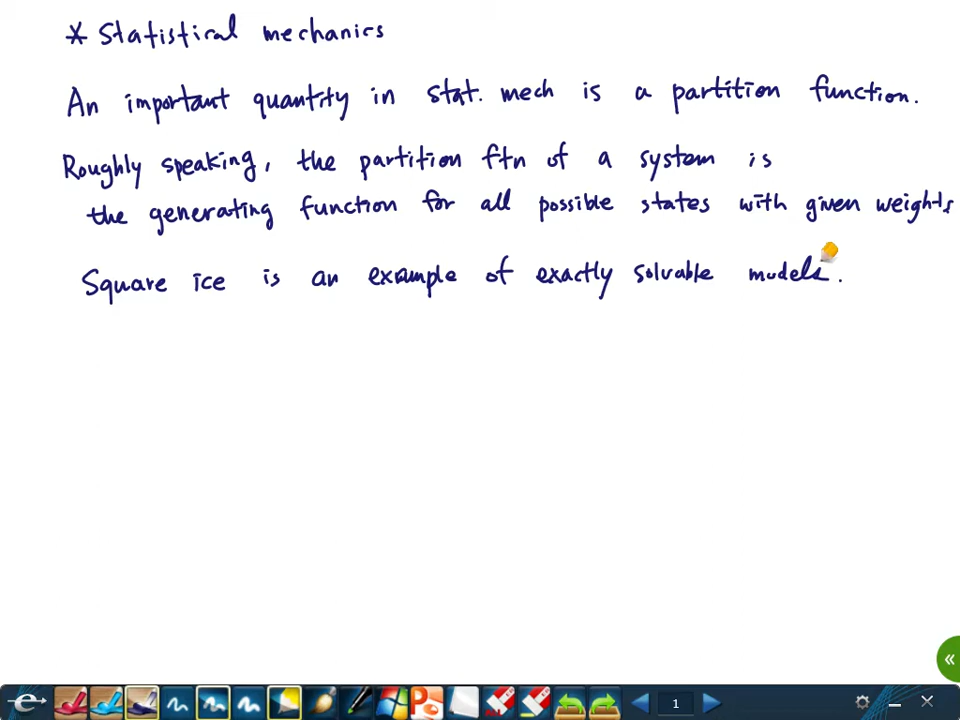 * Statistical mechanics
An important quantity in stat. mech is a partition function.
Roughly speaking, the partition ftn of a system is
the generating function for all possible states with given weights
Square ice is an example of exactly solvable models.
1